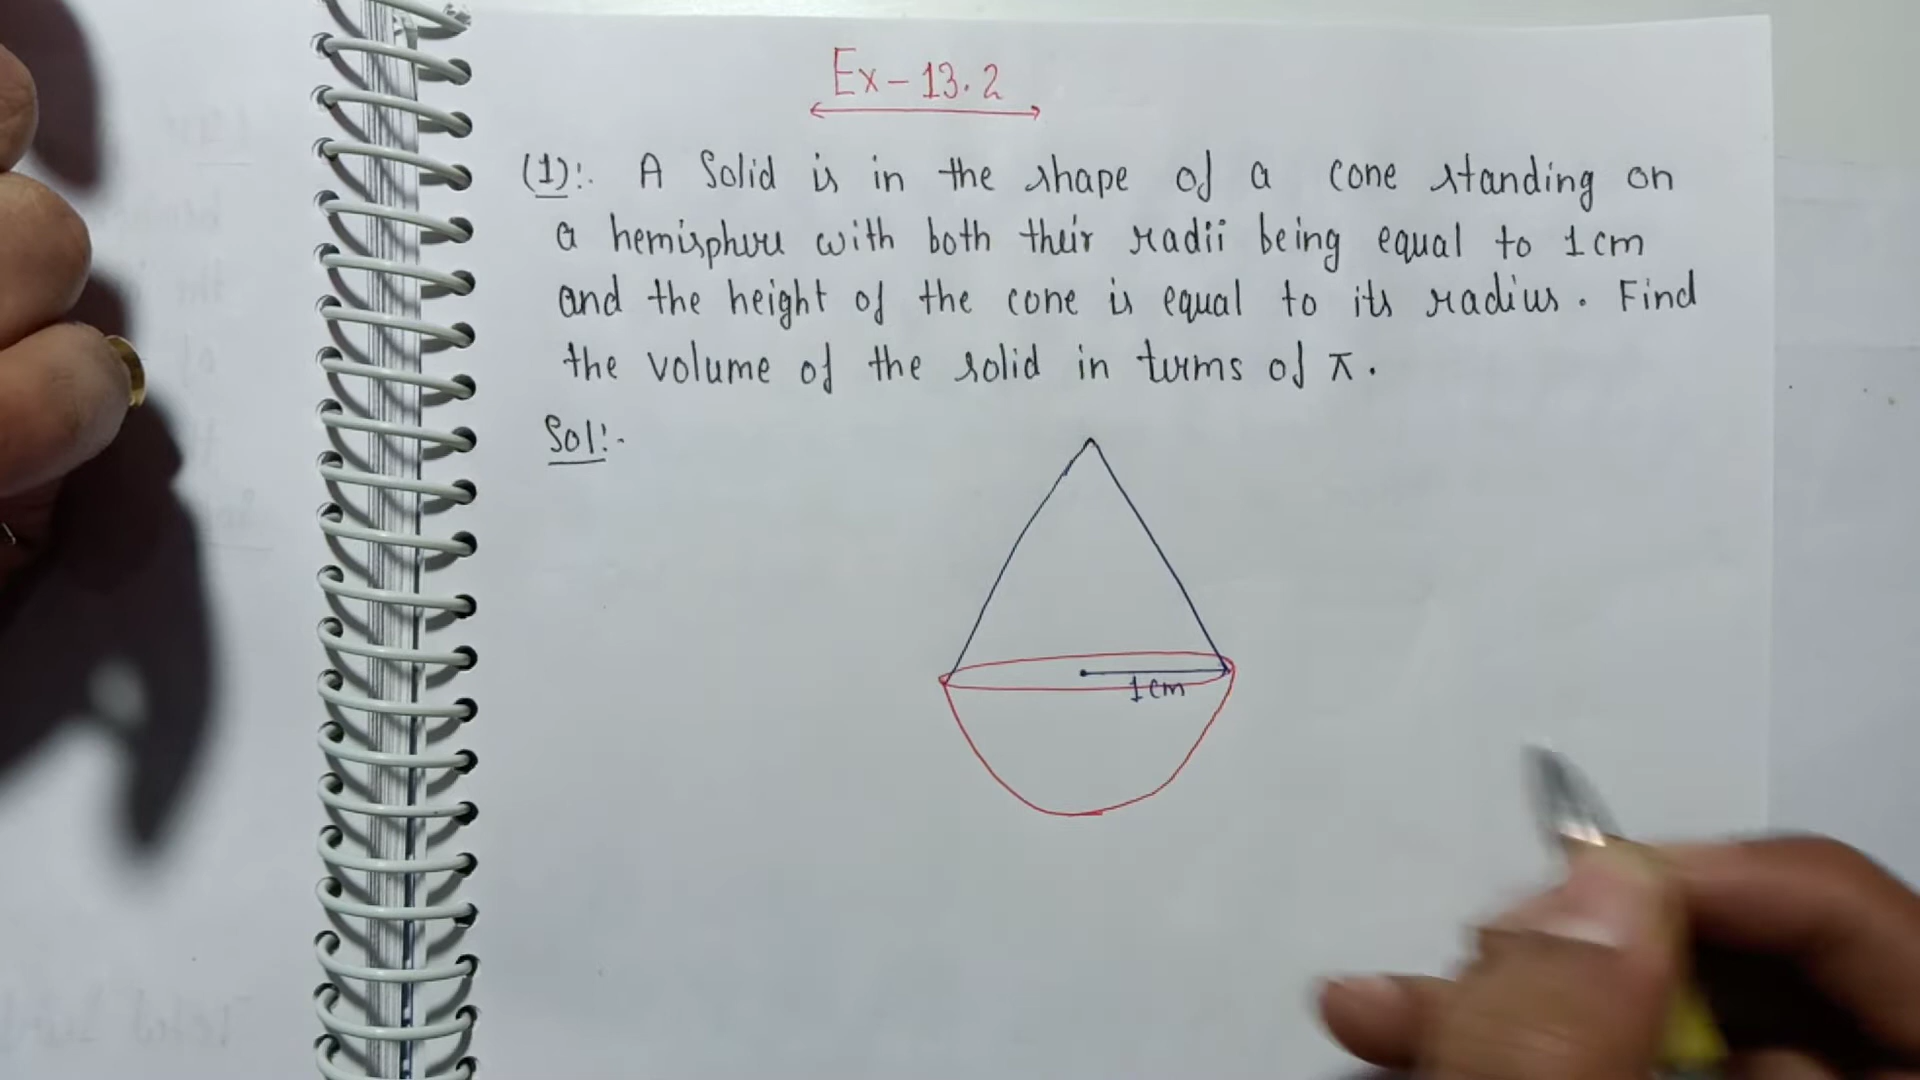 Ex - 13.2
(1):. A Solid is in the shape of a cone standing on
a hemisphere with both their radii being equal to 1cm
and the height of the cone is equal to its radius. Find
the volume of the solid in terms of π.
Sol:-
1cm